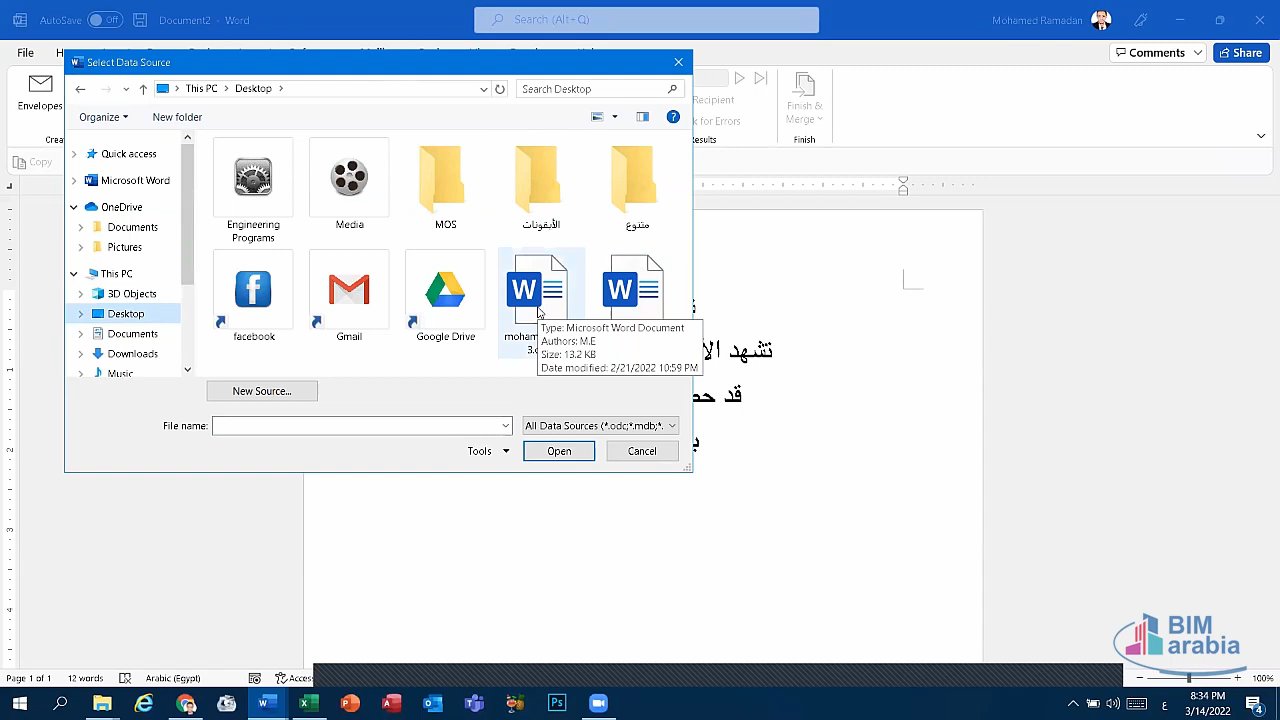 AutoSave
Off
Document2 - Word
Search (Alt+Q)
Mohamed Ramadan
File
Comments
Share
Select Data Source
This PC
Desktop
Search Desktop
Organize
New folder
Envelopes
Recipient
k for Errors
Finish &
Merge
Finish
Copy
Quick access
Microsoft Word
OneDrive
Documents
Pictures
This PC
3D Objects
Desktop
Documents
Downloads
Music
Engineering
Programs
Media
MOS
الأيقونات
متنوع
facebook
Gmail
Google Drive
Type: Microsoft Word Document
Authors: M.E
Size: 13.2 KB
Date modified: 2/21/2022 10:59 PM
تشهد
قد
New Source...
File name:
All Data Sources (*.odc;*.mdb;*.
Tools
Open
Cancel
BIM
arabia
Page 1 of 1
12 words
Arabic (Egypt)
100%
8:34 PM
3/14/2022